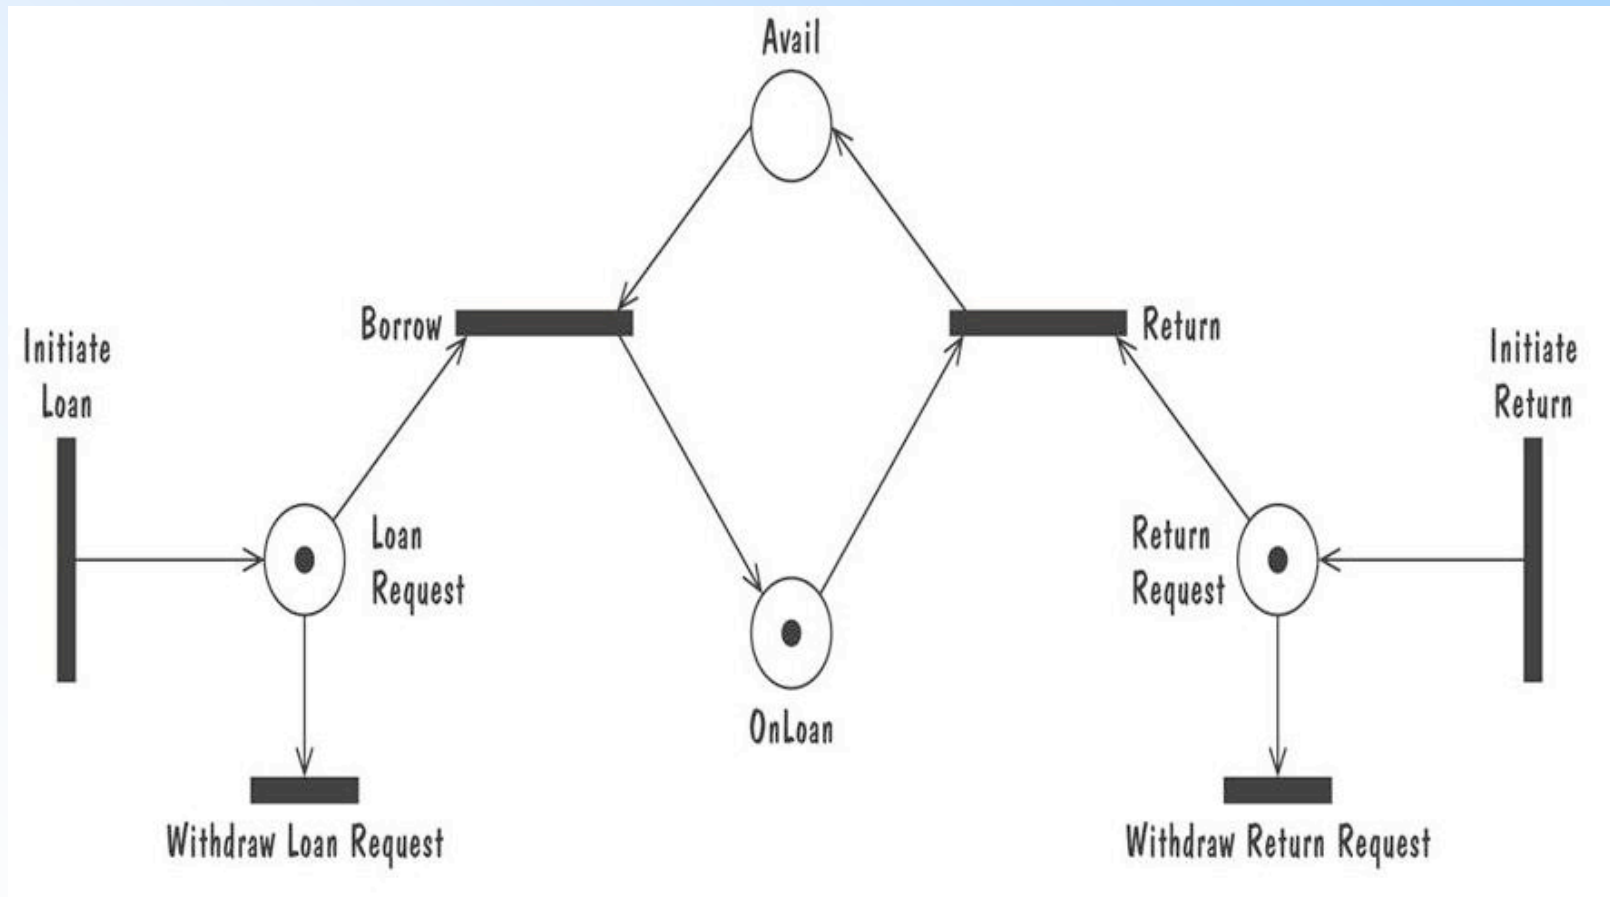 Avail
Borrow
Return
Initiate
Loan
Initiate
Return
Loan
Request
Return
Request
OnLoan
Withdraw Loan Request
Withdraw Return Request